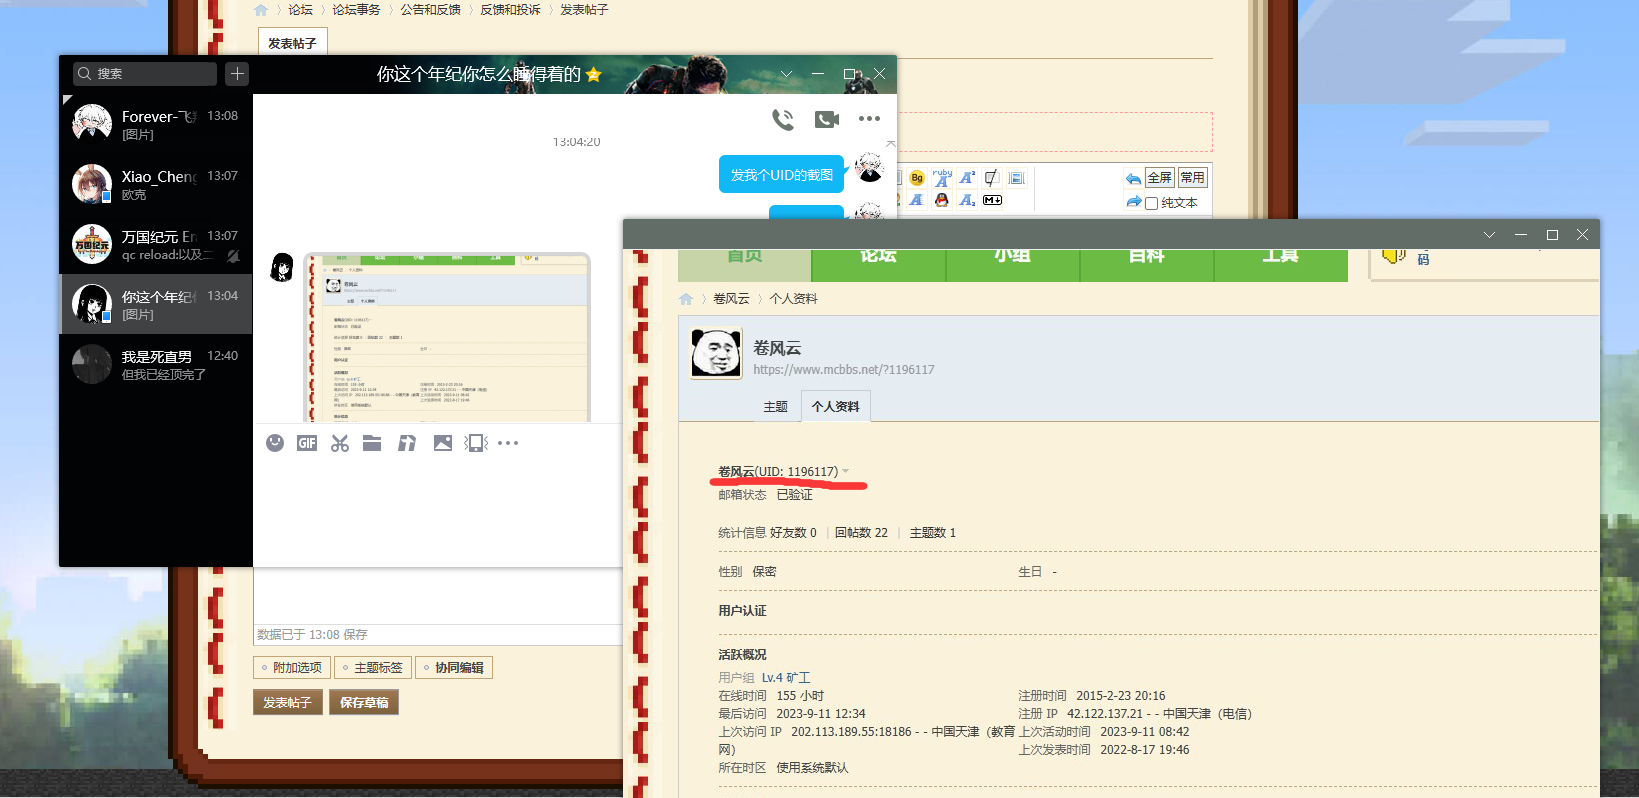 论坛 › 论坛事务 › 公告和反馈 › 反馈和投诉 › 发表帖子
发表帖子
搜索
你这个年纪你怎么睡得着的
Forever-飞 13:08
[图片]
Xiao_Cheng 13:07
欧克
万国纪元 En 13:07
qc reload:以及二
你这个年纪你 13:04
[图片]
我是死直男 12:40
但我已经顶完了
13:04:20
发我个UID的截图
Bg
ruby
全屏
常用
纯文本
GIF
数据已于 13:08 保存
附加选项
主题标签
协同编辑
发表帖子
保存草稿
首页
论坛
小组
百科
工具
码
卷风云 › 个人资料
卷风云
https://www.mcbbs.net/?1196117
主题
个人资料
卷风云(UID: 1196117)
邮箱状态 已验证
统计信息 好友数 0 | 回帖数 22 | 主题数 1
性别 保密 生日 -
用户认证
活跃概况
用户组 Lv.4 矿工
在线时间 155 小时 注册时间 2015-2-23 20:16
最后访问 2023-9-11 12:34 注册 IP 42.122.137.21 - - 中国天津（电信）
上次访问 IP 202.113.189.55:18186 - - 中国天津（教育网） 上次活动时间 2023-9-11 08:42
上次发表时间 2022-8-17 19:46
所在时区 使用系统默认